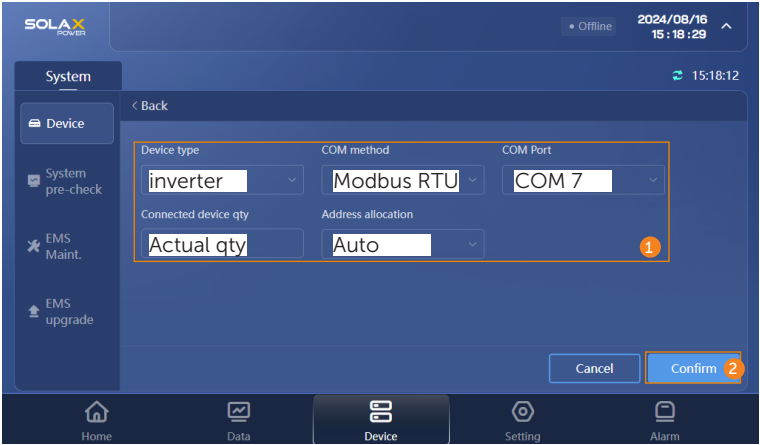 SOLAX
POWER
• Offline
2024/08/16
15:18:29
System
15:18:12
Device
< Back
System
pre-check
EMS
Maint.
EMS
upgrade
Device type
COM method
COM Port
inverter
Modbus RTU
COM 7
Connected device qty
Address allocation
Actual qty
Auto
1
Cancel
Confirm
2
Home
Data
Device
Setting
Alarm